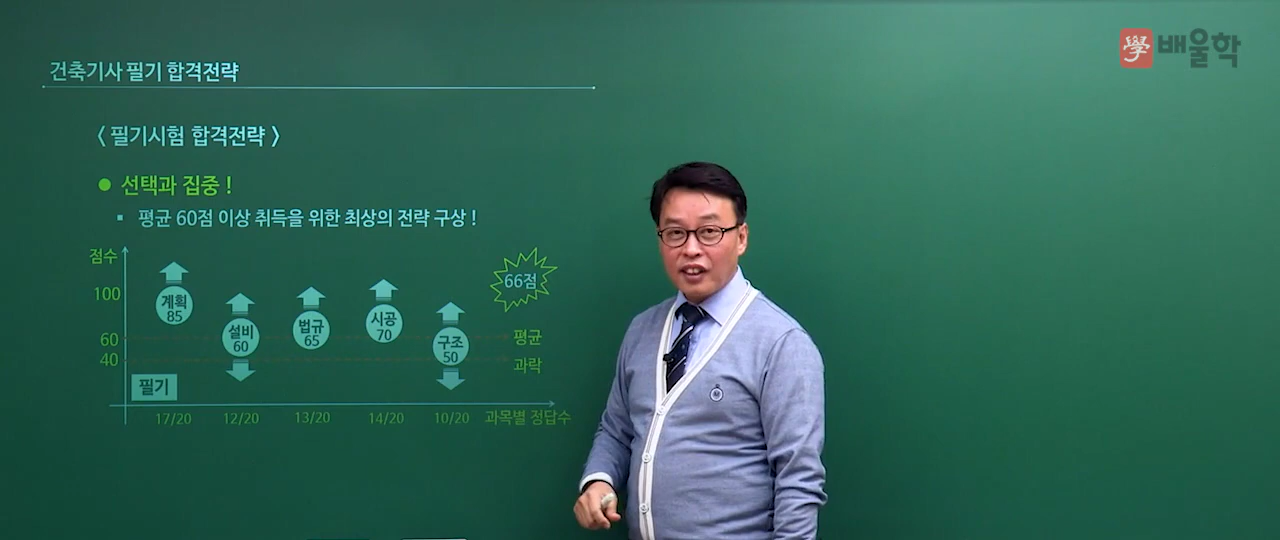 學 배울학
건축기사 필기 합격전략
〈 필기시험 합격전략 〉
● 선택과 집중 !
▪ 평균 60점 이상 취득을 위한 최상의 전략 구상 !
점수
66점
100
계획 85
설비 60
법규 65
시공 70
구조 50
60
평균
40
과락
필기
17/20 12/20 13/20 14/20 10/20 과목별 정답수